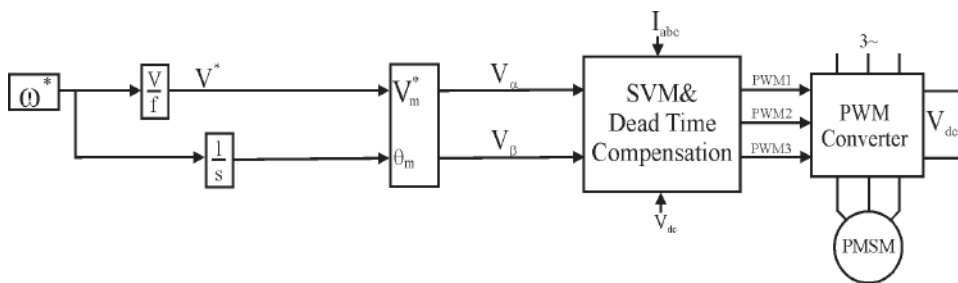 I_abc
3~
ω*
V/f
V*
V_m^*
V_α
SVM&
Dead Time
Compensation
PWM1
PWM2
PWM3
PWM
Converter
V_dc
1/s
θ_m
V_β
V_dc
PMSM